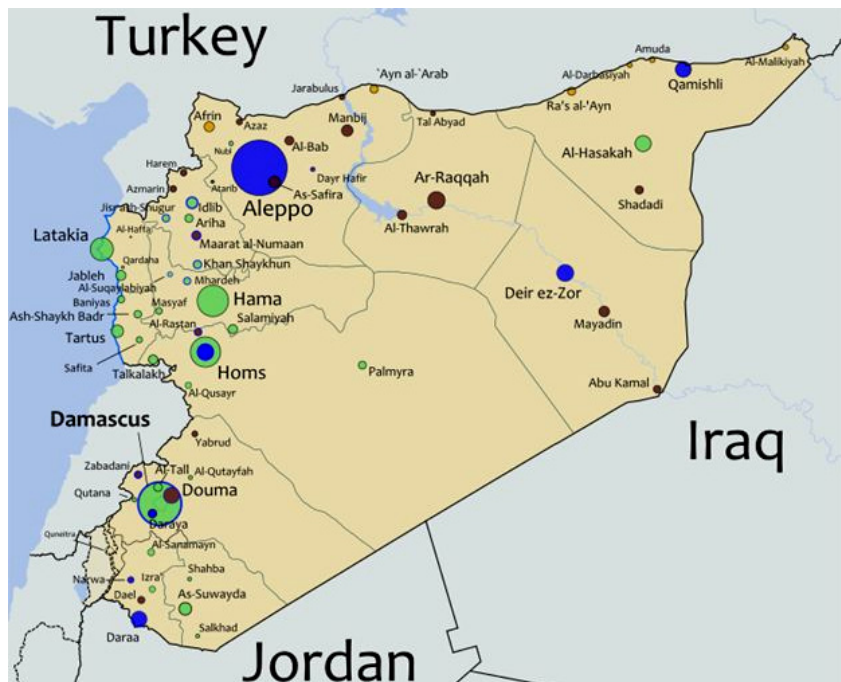 Turkey
Amuda
Al-Malikiyah
`Ayn al-`Arab
Al-Darbasiyah
Qamishli
Jarabulus
Ra's al-'Ayn
Afrin
Azaz
Manbij
Tal Abyad
Nubl
Al-Bab
Al-Hasakah
Harem
Dayr Hafir
Azmarin
Atarib
As-Safira
Ar-Raqqah
Shadadi
Jisr ash-Shugur
Idlib
Aleppo
Ariha
Al-Thawrah
Latakia
Al-Haffa
Maarat al-Numaan
Qardaha
Khan Shaykhun
Jableh
Mhardeh
Al-Suqaylabiyah
Deir ez-Zor
Baniyas
Masyaf
Hama
Ash-Shaykh Badr
Al-Rastan
Salamiyah
Mayadin
Tartus
Safita
Homs
Palmyra
Talkalakh
Al-Qusayr
Abu Kamal
Damascus
Iraq
Yabrud
Zabadani
Al-Tall
Al-Qutayfah
Qutana
Douma
Daraya
Quneitra
Al-Sanamayn
Nawa
Izra'
Shahba
Dael
As-Suwayda
Daraa
Salkhad
Jordan